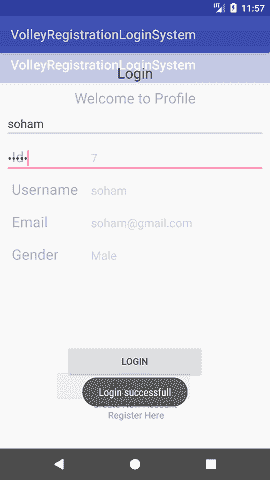 11:57
VolleyRegistrationLoginSystem
VolleyRegistrationLoginSystem
Login
Welcome to Profile
soham
Id 7
Username soham
Email soham@gmail.com
Gender Male
LOGIN
Login successfull
Register Here